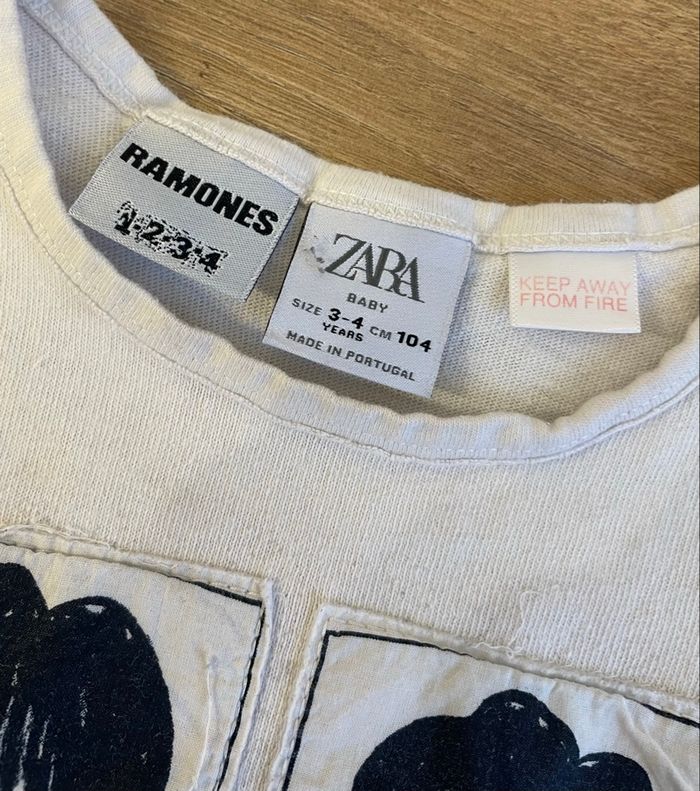 RAMONES
1-2-3-4
ZARA
BABY
SIZE 3-4 YEARS CM 104
MADE IN PORTUGAL
KEEP AWAY
FROM FIRE